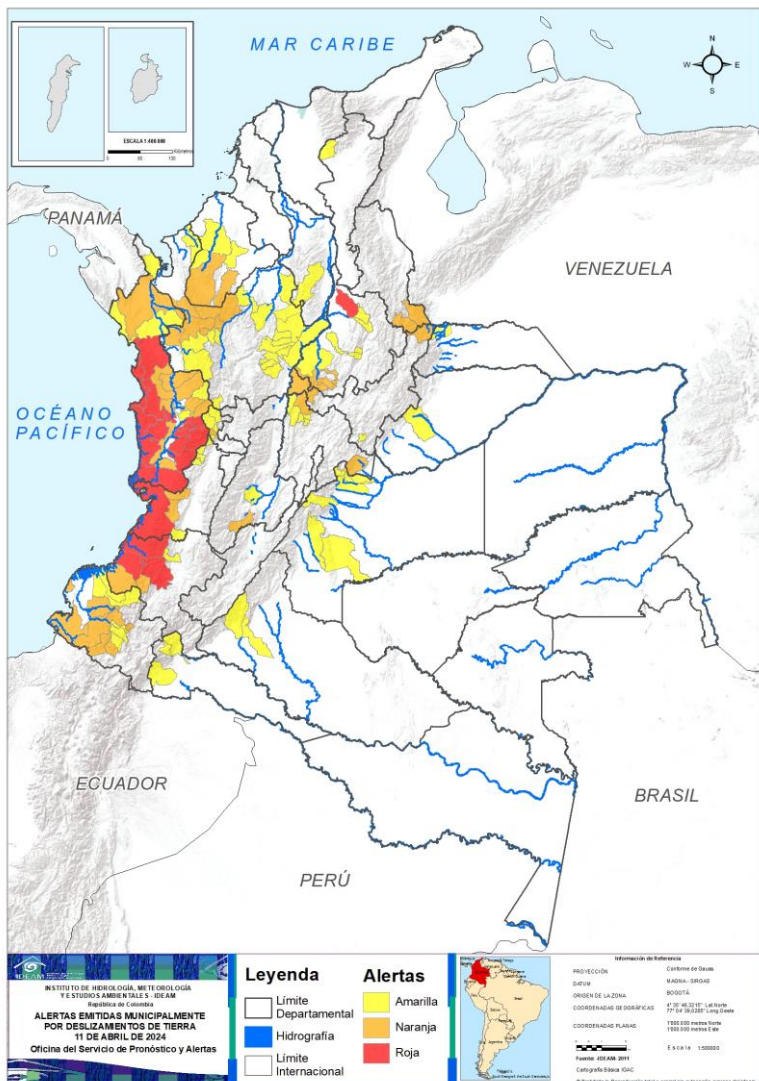 MAR CARIBE
N
W
E
S
ESCALA 1:400.000
PANAMÁ
VENEZUELA
OCÉANO
PACÍFICO
ECUADOR
BRASIL
PERÚ
IDEAM
INSTITUTO DE HIDROLOGÍA, METEOROLOGÍA
Y ESTUDIOS AMBIENTALES - IDEAM
República de Colombia
ALERTAS EMITIDAS MUNICIPALMENTE
POR DESLIZAMIENTOS DE TIERRA
11 DE ABRIL DE 2024
Oficina del Servicio de Pronóstico y Alertas
Leyenda
Límite
Departamental
Hidrografía
Límite
Internacional
Alertas
Amarilla
Naranja
Roja
Información de Referencia
PROYECCIÓN Conforme de Gauss
DATUM MAGNA - SIRGAS
ORIGEN DE LA ZONA BOGOTÁ
COORDENADAS GEOGRÁFICAS
COORDENADAS PLANAS 1'000.000 metros Norte
1'000.000 metros Este
Fuente: IDEAM- 2011
Cartografía Básica IGAC